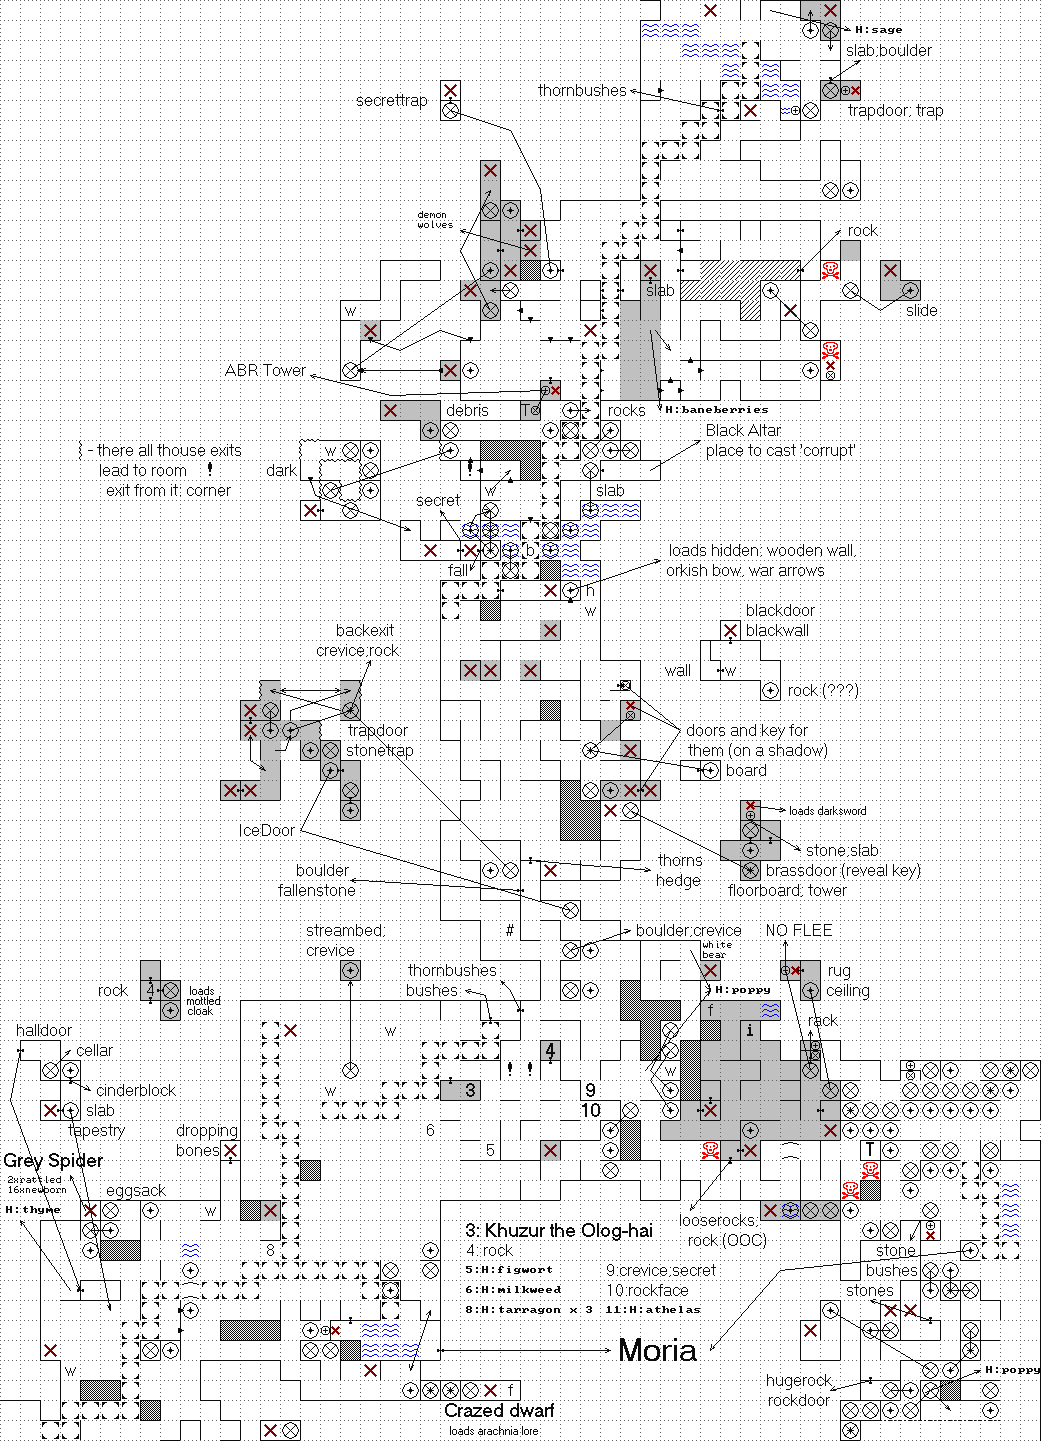 H:sage
slab;boulder
thornbushes
secrettrap
trapdoor; trap
demon
wolves
rock
slab
W
slide
ABR Tower
debris
T
rocks
H:baneberries
Black Altar
place to cast 'corrupt'
- there all thouse exits
lead to room
exit from it: corner
W
dark
W
secret
slab
b
loads hidden: wooden wall,
orkish bow, war arrows
fall
h
W
blackdoor
blackwall
backexit
crevice;rock
wall
W
rock (???)
trapdoor
stonetrap
doors and key for
them (on a shadow)
board
IceDoor
loads darksword
stone;slab
brassdoor (reveal key)
floorboard; tower
thorns
hedge
boulder
fallenstone
streambed;
crevice
#
boulder;crevice
NO FLEE
white
bear
thornbushes
bushes
rug
ceiling
rock
4
loads
mottled
cloak
H:poppy
f
i
rack
halldoor
cellar
W
4
W
cinderblock
W
3
9
slab
10
tapestry
dropping
bones
6
5
T
Grey Spider
2xrattled
16xnewborn
eggsack
H:thyme
W
looserocks;
rock (OOC)
3: Khuzur the Olog-hai
4:rock
8
stone
5:H:figwort
9:crevice;secret
bushes
6:H:milkweed
10:rockface
stones
8:H:tarragon x 3
11:H:athelas
Moria
W
H:poppy
hugerock
rockdoor
f
Crazed dwarf
loads arachnia lore